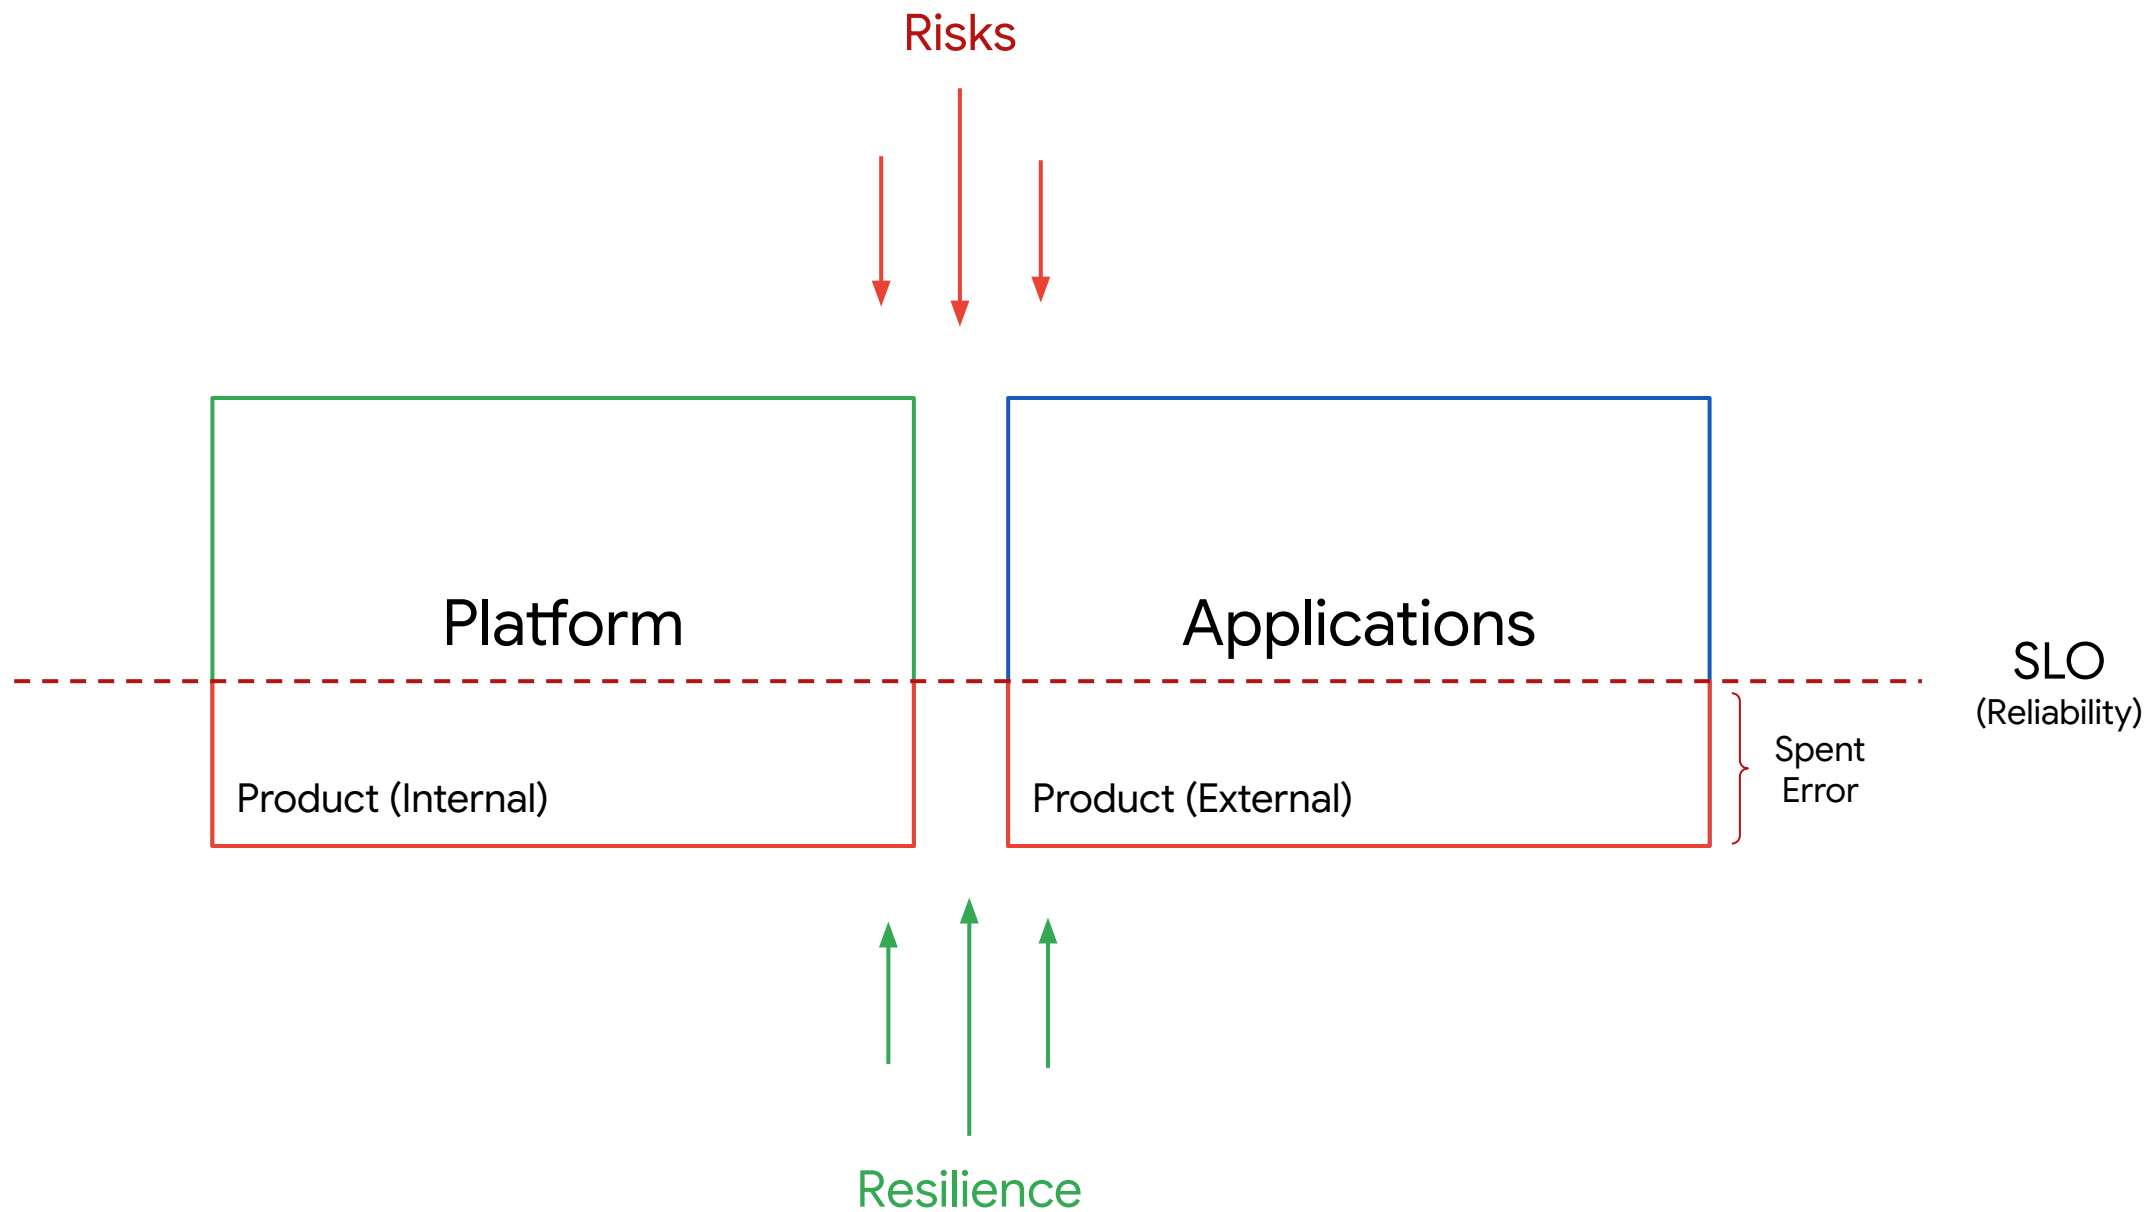 Risks
Platform
Applications
SLO
(Reliability)
Spent
Error
Product (Internal)
Product (External)
Resilience